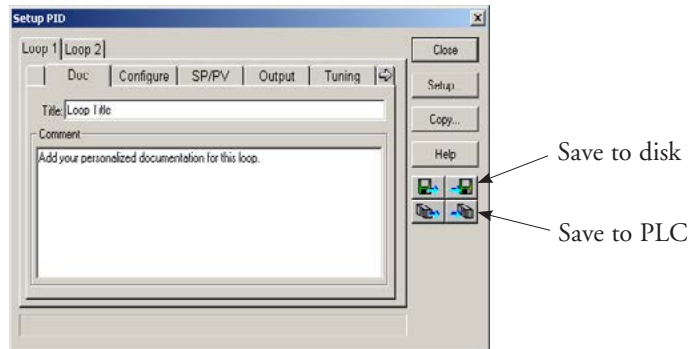 Setup PID
Loop 1 Loop 2
Doc Configure SP/PV Output Tuning
Title: Loop Title
Comment
Add your personalized documentation for this loop.
Close
Setup...
Copy...
Help
Save to disk
Save to PLC